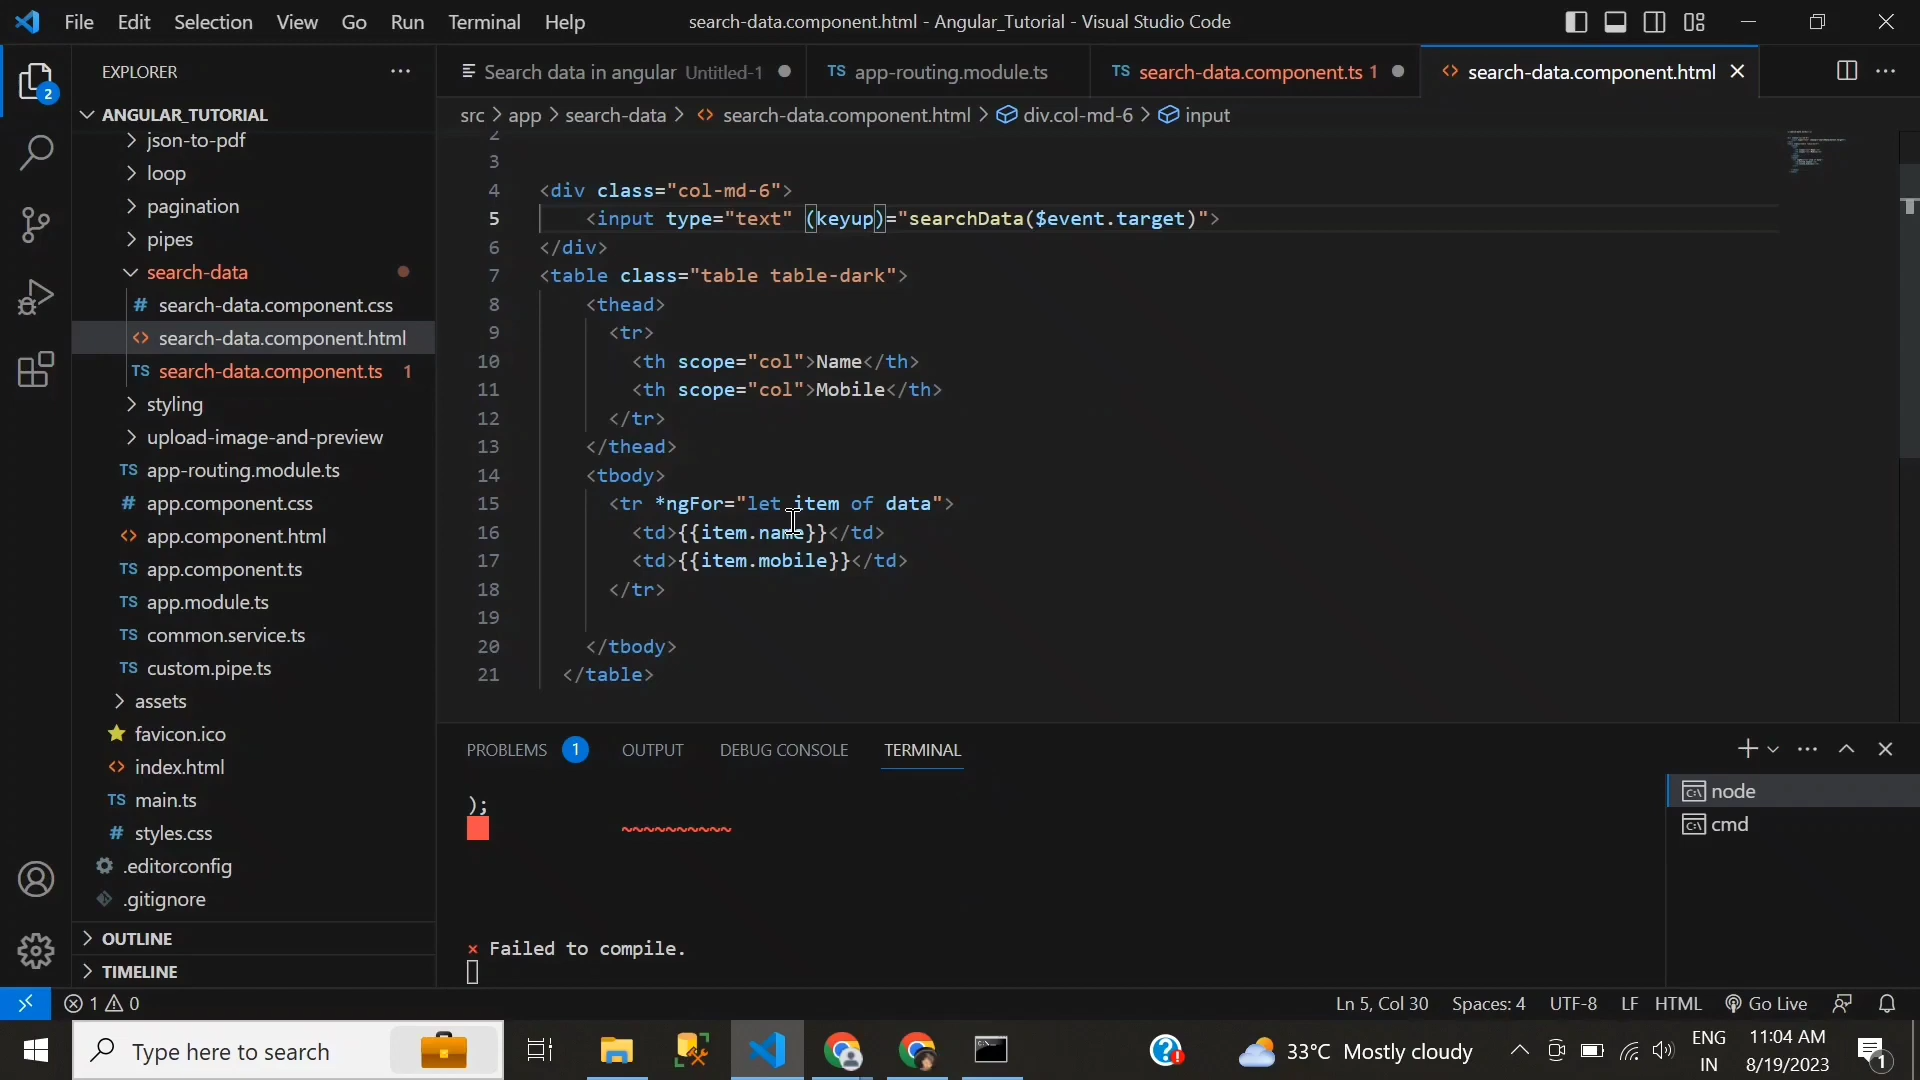 File Edit Selection View Go Run Terminal Help
search-data.component.html - Angular_Tutorial - Visual Studio Code
2
EXPLORER
ANGULAR_TUTORIAL
json-to-pdf
loop
pagination
pipes
search-data
# search-data.component.css
<> search-data.component.html
TS search-data.component.ts 1
styling
upload-image-and-preview
TS app-routing.module.ts
# app.component.css
<> app.component.html
TS app.component.ts
TS app.module.ts
TS common.service.ts
TS custom.pipe.ts
assets
favicon.ico
<> index.html
TS main.ts
# styles.css
.editorconfig
.gitignore
OUTLINE
TIMELINE
Search data in angular Untitled-1
TS app-routing.module.ts
TS search-data.component.ts 1
<> search-data.component.html
src > app > search-data > <> search-data.component.html > div.col-md-6 > input
2
3
4 <div class="col-md-6">
5 <input type="text" (keyup)="searchData($event.target)">
6 </div>
7 <table class="table table-dark">
8 <thead>
9 <tr>
10 <th scope="col">Name</th>
11 <th scope="col">Mobile</th>
12 </tr>
13 </thead>
14 <tbody>
15 <tr *ngFor="let item of data">
16 <td>{{item.name}}</td>
17 <td>{{item.mobile}}</td>
18 </tr>
19
20 </tbody>
21 </table>
PROBLEMS 1 OUTPUT DEBUG CONSOLE TERMINAL
);
~~~~~~~~~~
× Failed to compile.
node
cmd
1 0
Ln 5, Col 30 Spaces: 4 UTF-8 LF HTML Go Live
Type here to search
33°C Mostly cloudy
ENG
IN
11:04 AM
8/19/2023
1